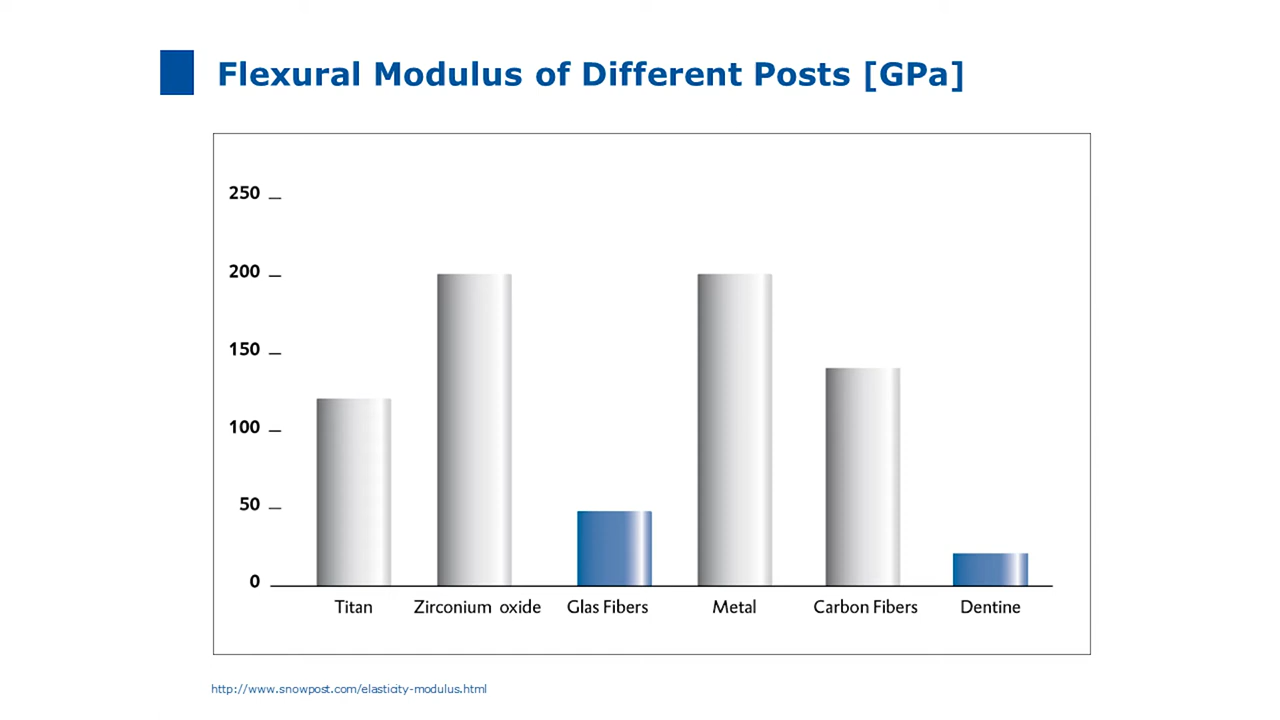 Flexural Modulus of Different Posts [GPa]
250
200
150
100
50
0
Titan Zirconium oxide Glas Fibers Metal Carbon Fibers Dentine
http://www.snowpost.com/elasticity-modulus.html